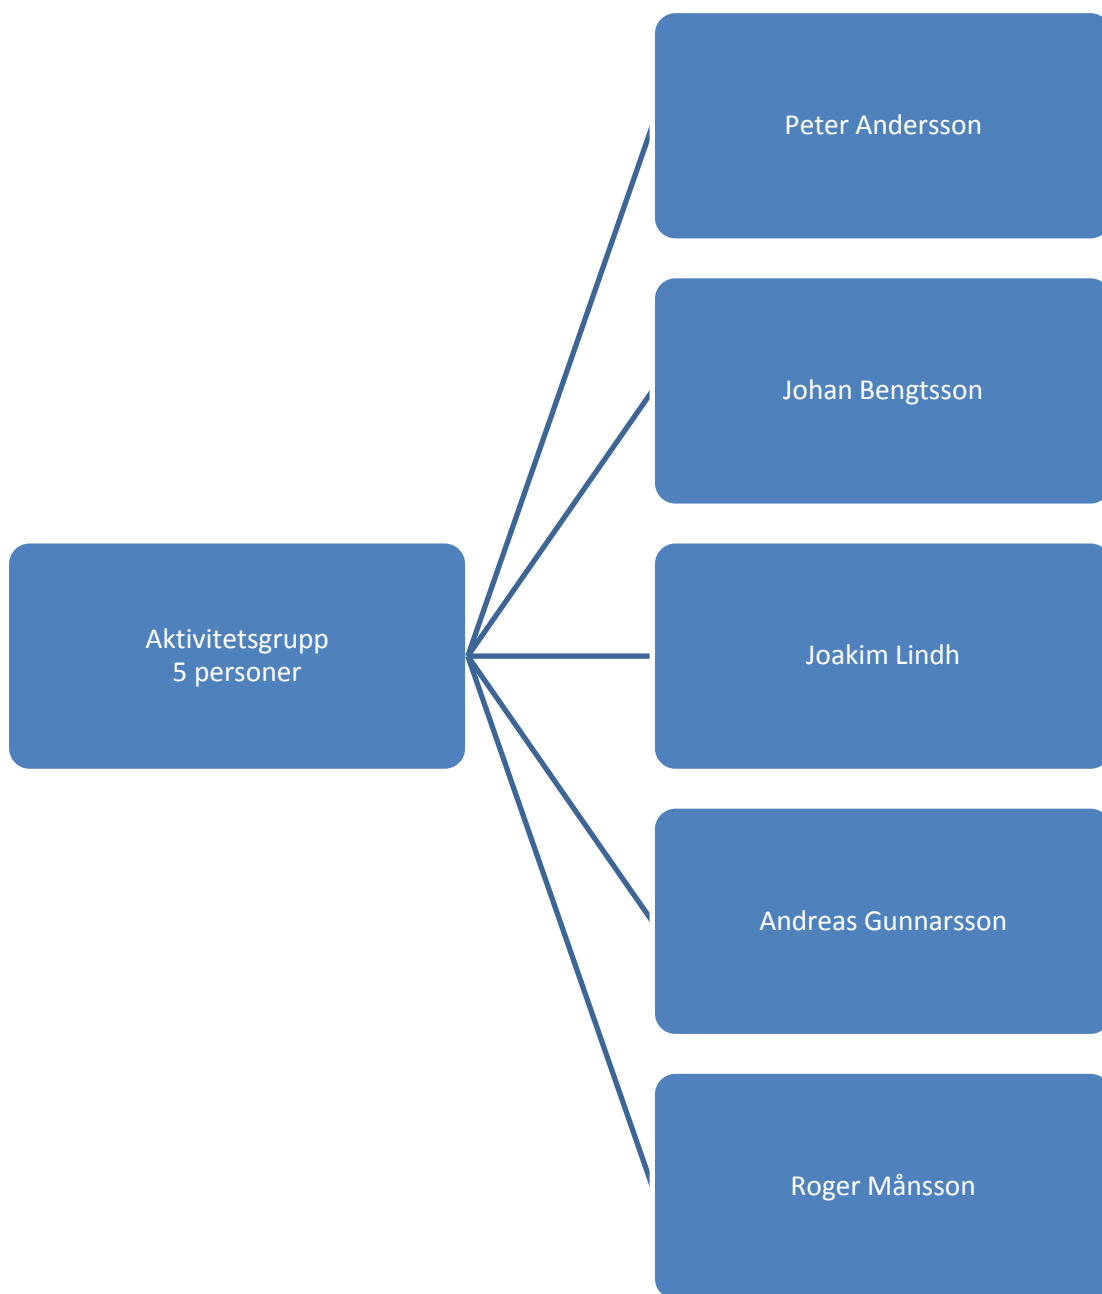 Peter Andersson
Johan Bengtsson
Aktivitetsgrupp
5 personer
Joakim Lindh
Andreas Gunnarsson
Roger Månsson